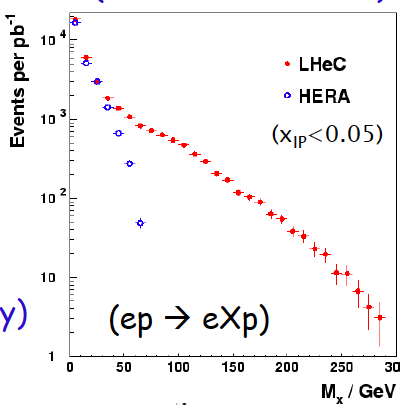 Events per pb⁻¹
10⁴
10³
10²
10
1
LHeC
HERA
(x_IP<0.05)
y)
(ep → eXp)
0 50 100 150 200 250 30
M_x / GeV